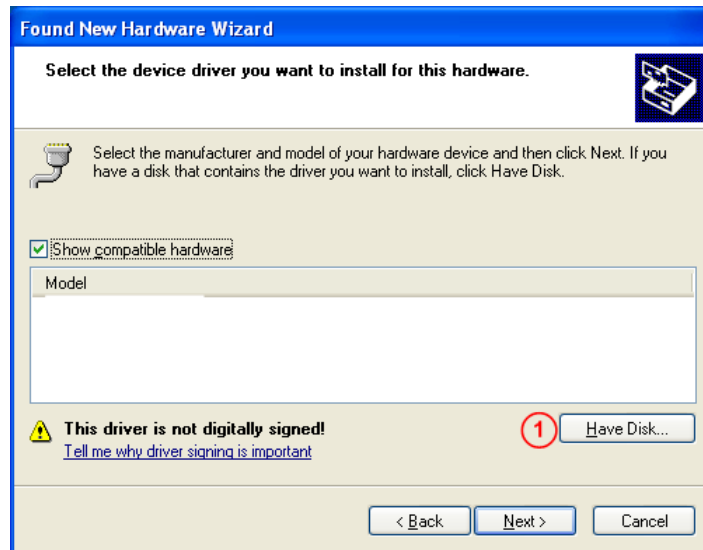 Found New Hardware Wizard
Select the device driver you want to install for this hardware.
Select the manufacturer and model of your hardware device and then click Next. If you
have a disk that contains the driver you want to install, click Have Disk.
Show compatible hardware
Model
This driver is not digitally signed!
1 Have Disk...
Tell me why driver signing is important
< Back Next > Cancel